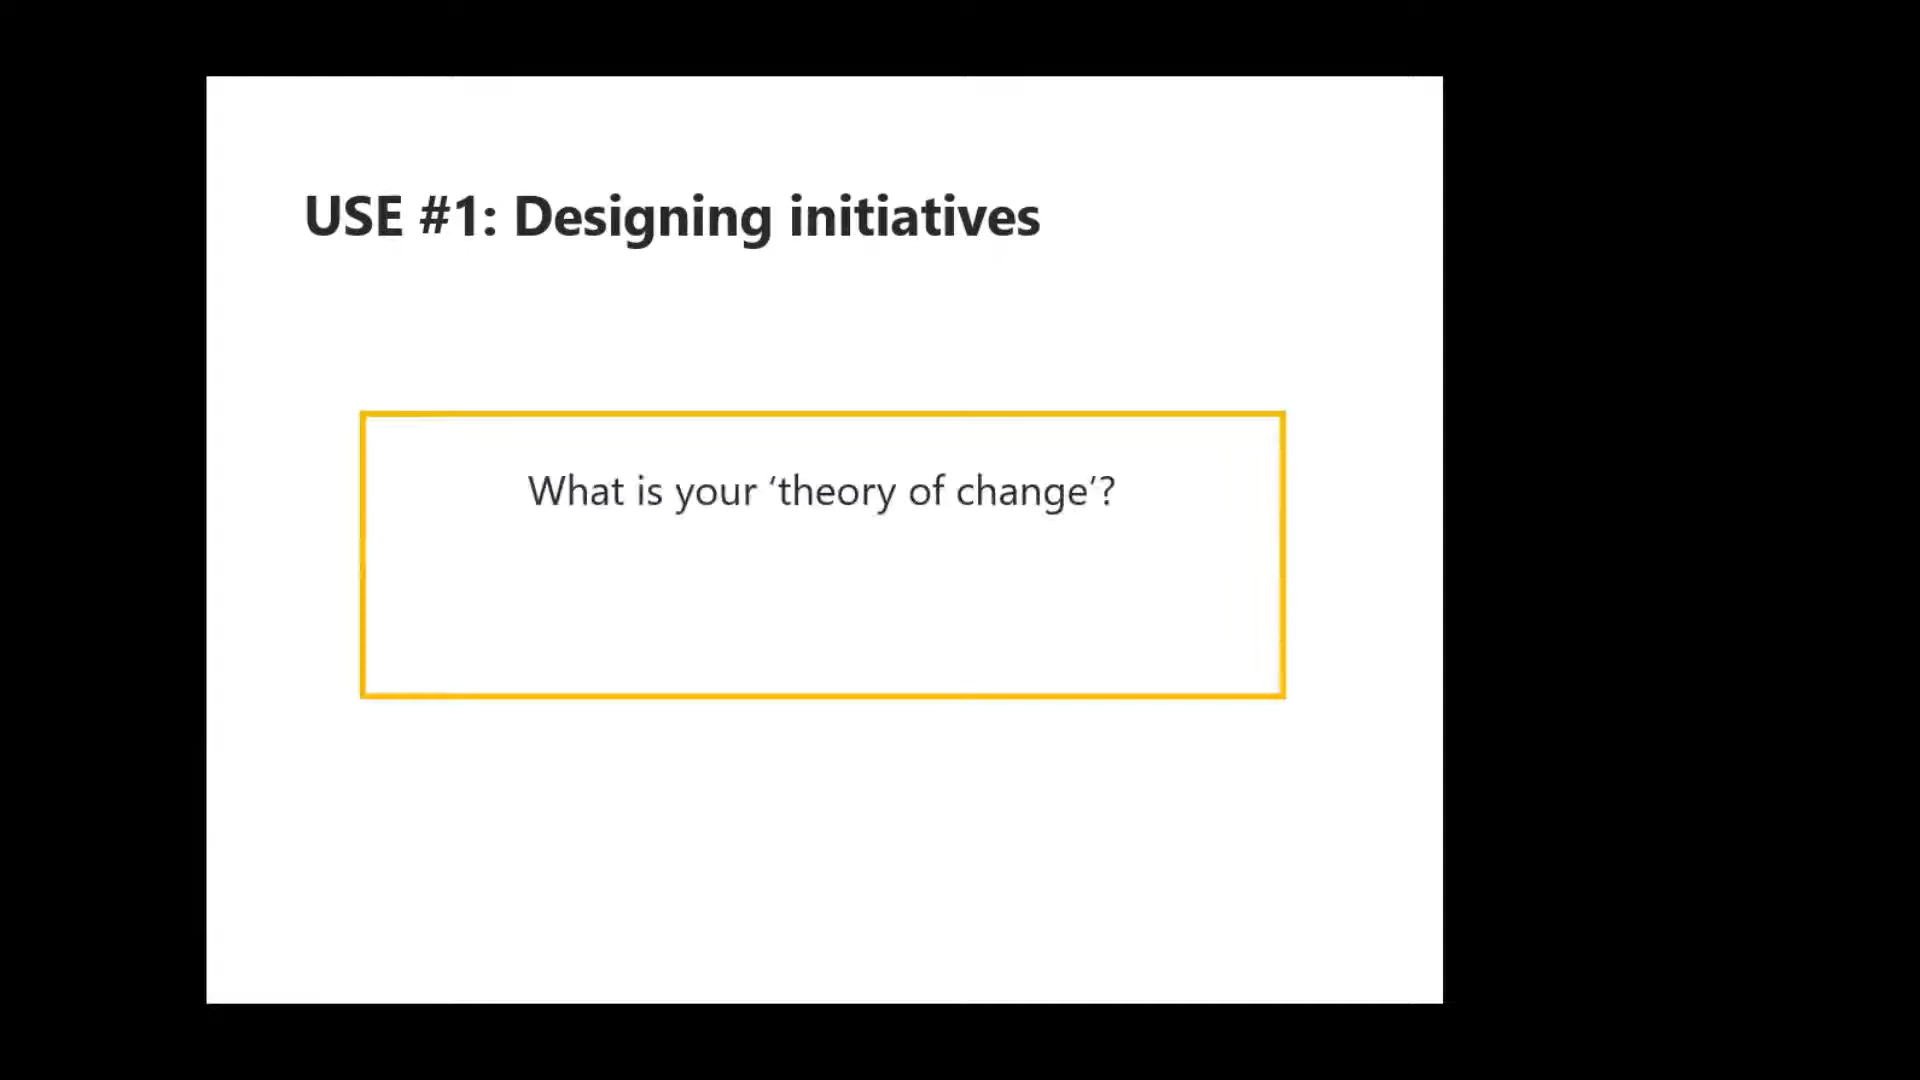 USE #1: Designing initiatives
What is your ‘theory of change’?